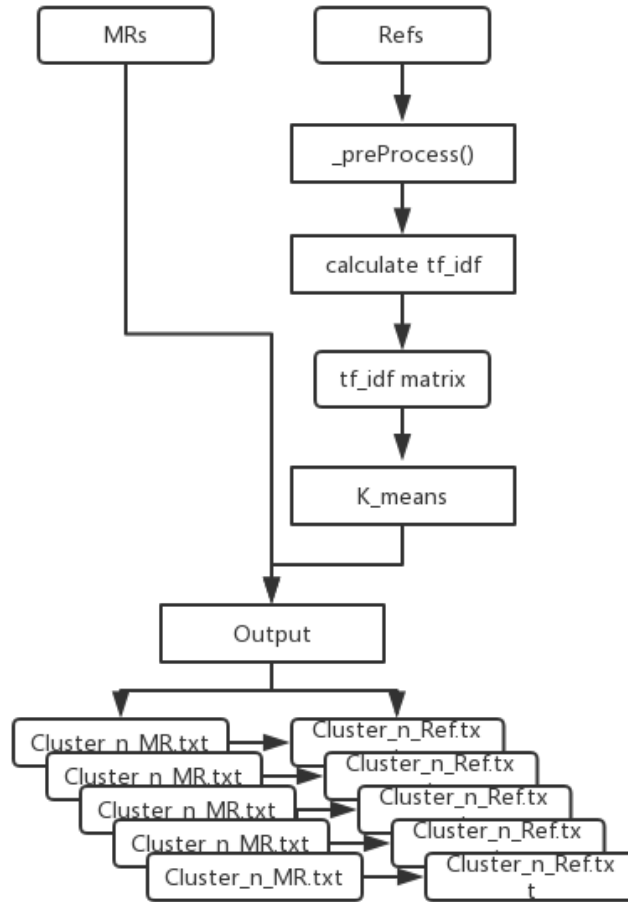 MRs
Refs
_preProcess()
calculate tf_idf
tf_idf matrix
K_means
Output
Cluster_n_MR.txt
Cluster_n_Ref.tx
Cluster_n_MR.txt
Cluster_n_Ref.tx
Cluster_n_MR.txt
Cluster_n_Ref.tx
Cluster_n_MR.txt
Cluster_n_Ref.tx
Cluster_n_MR.txt
Cluster_n_Ref.tx
t